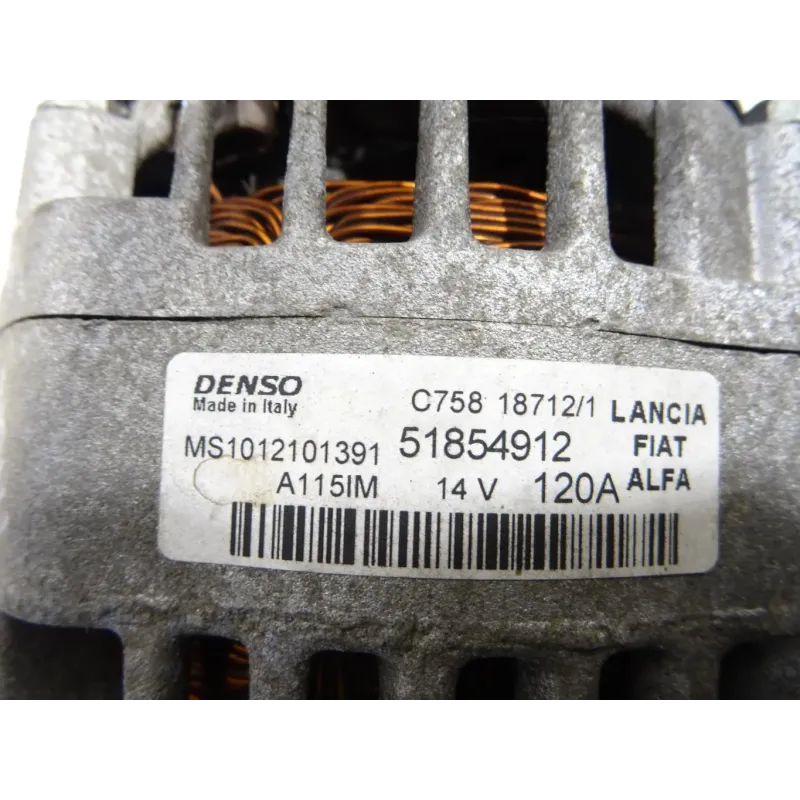 DENSO
Made in Italy
C758 18712/1
LANCIA
MS1012101391
51854912
FIAT
A115IM
14 V
120A
ALFA